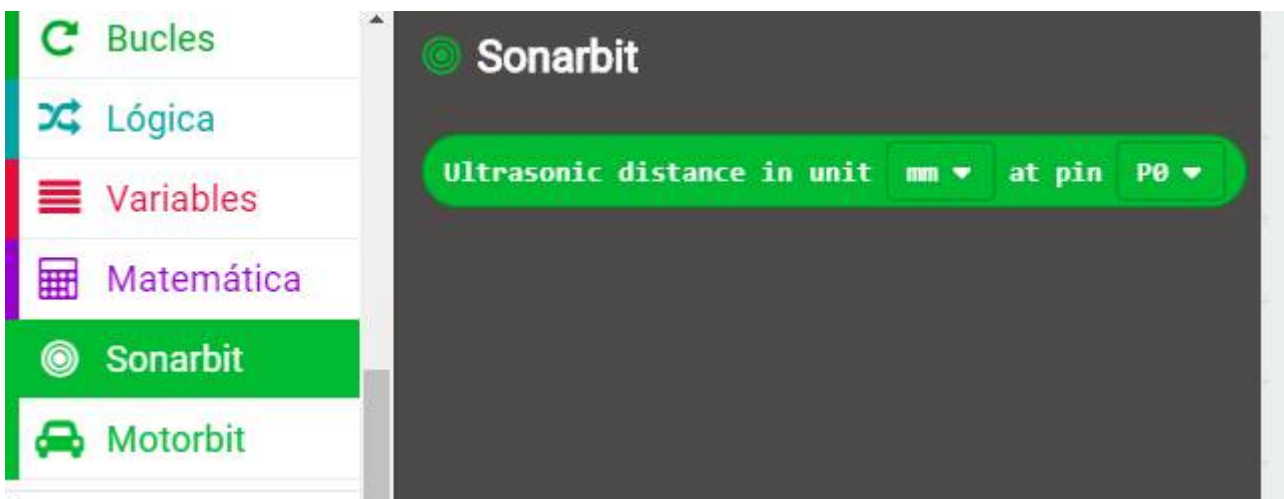 Bucles
Lógica
Variables
Matemática
Sonarbit
Motorbit
Sonarbit
Ultrasonic distance in unit mm at pin P0